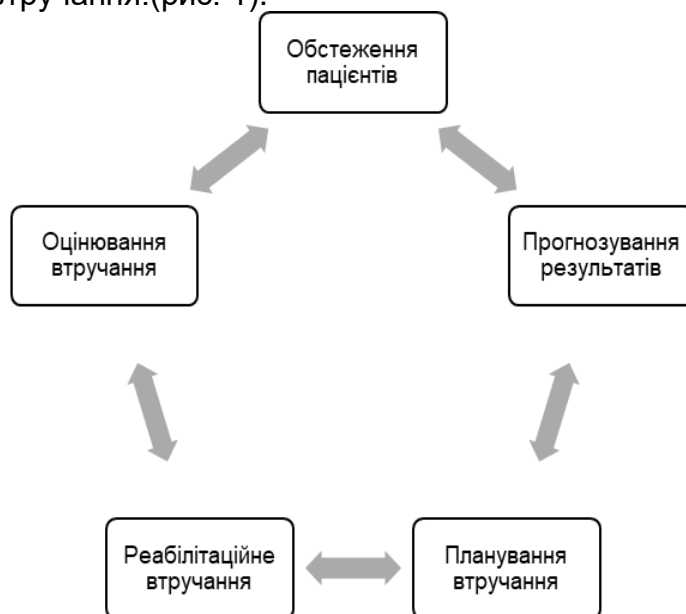 втручання.(рис. 1).
Обстеження
пацієнтів
Оцінювання
втручання
Прогнозування
результатів
Реабілітаційне
втручання
Планування
втручання